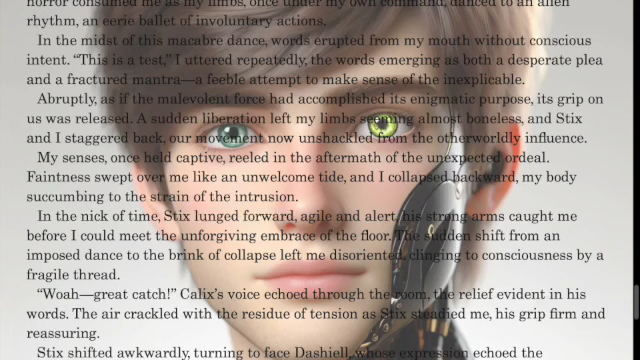 horror consumed me as my limbs, once under my own command, danced to an alien
rhythm, an eerie ballet of involuntary actions.
In the midst of this macabre dance, words erupted from my mouth without conscious
intent. “This is a test,” I uttered repeatedly, the words emerging as both a desperate plea
and a fractured mantra—a feeble attempt to make sense of the inexplicable.
Abruptly, as if the malevolent force had accomplished its enigmatic purpose, its grip on
us was released. A sudden liberation left my limbs seeming almost boneless, and Stix
and I staggered back, our movement now unshackled from the otherworldly influence.
My senses, once held captive, reeled in the aftermath of the unexpected ordeal.
Faintness swept over me like an unwelcome tide, and I collapsed backward, my body
succumbing to the strain of the intrusion.
In the nick of time, Stix lunged forward, agile and alert, his strong arms caught me
before I could meet the unforgiving embrace of the floor. The sudden shift from an
imposed dance to the brink of collapse left me disoriented, clinging to consciousness by a
fragile thread.
“Woah—great catch!” Calix’s voice echoed through the room, the relief evident in his
words. The air crackled with the residue of tension as Stix steadied me, his grip firm and
reassuring.
Stix shifted awkwardly, turning to face Dashiell, whose expression echoed the